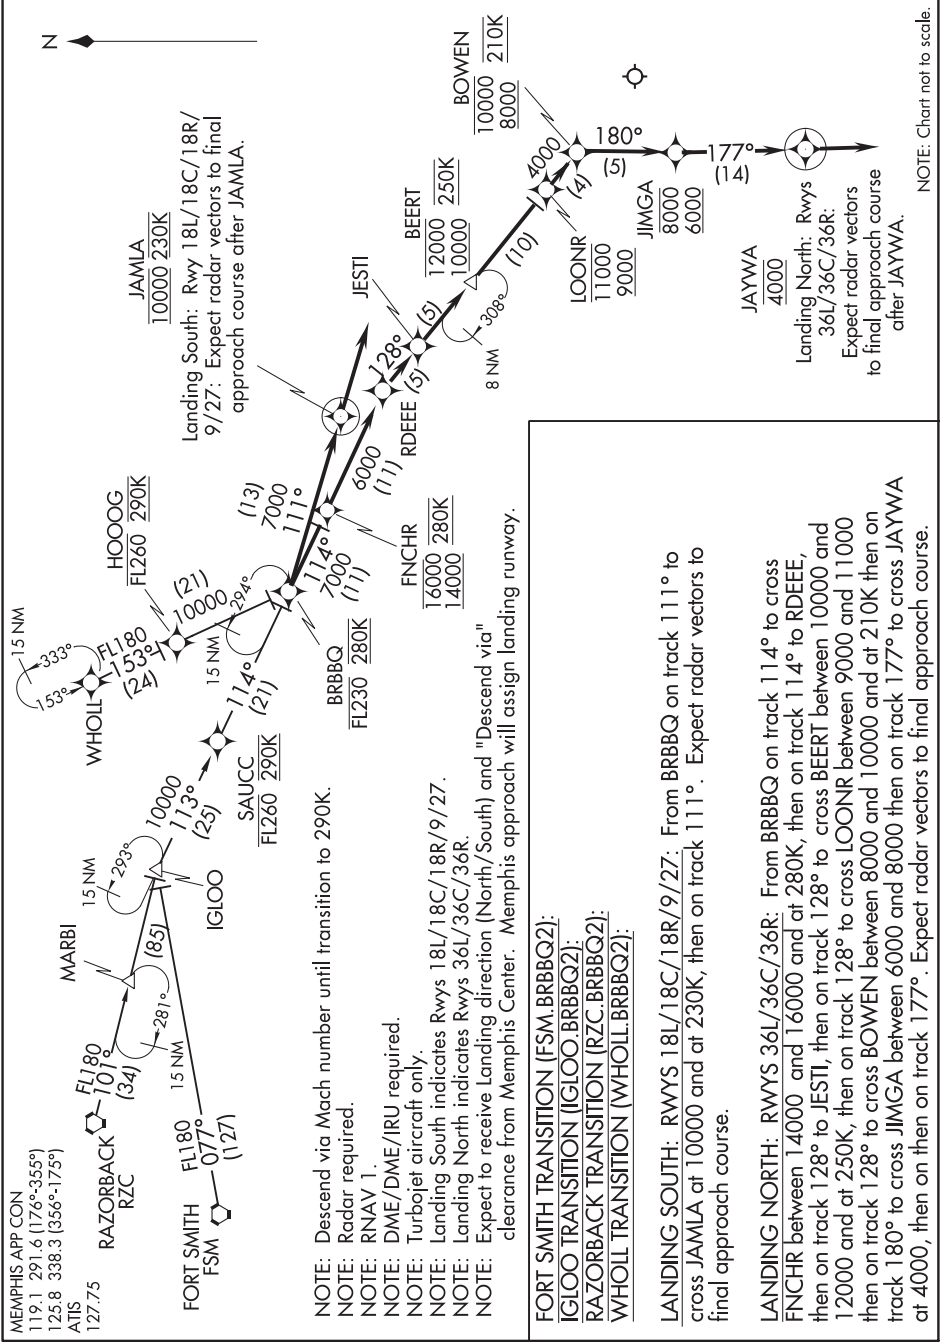 MEMPHIS APP CON
119.1 291.6 (176°-355°)
125.8 338.3 (356°-175°)
ATIS
127.75
RAZORBACK
RZC
FL180
101°
(34)
FORT SMITH
FSM
FL180
077°
(127)
MARBI
15 NM
281°
(85)
15 NM
293°
IGLOO
10000
113°
(25)
SAUCC
FL260 290K
114°
(21)
WHOLL
15 NM
333°
153°
FL180
153°
(24)
HOOOG
FL260 290K
(21)
10000
15 NM
294°
BRBBQ
FL230 280K
(13)
7000
111°
114°
7000
(11)
JAMLA
10000 230K
Landing South: Rwy 18L/18C/18R/
9/27: Expect radar vectors to final
approach course after JAMLA.
FNCHR
16000 280K
14000
6000
(11)
RDEEE
128°
(5)
JESTI
(5)
BEERT
12000 250K
10000
308°
8 NM
(10)
LOONR
11000
9000
4000
(4)
BOWEN
10000 210K
8000
180°
(5)
JIMGA
8000
6000
177°
(14)
JAYWA
4000
Landing North: Rwys
36L/36C/36R:
Expect radar vectors
to final approach course
after JAYWA.
N
NOTE: Chart not to scale.
NOTE: Descend via Mach number until transition to 290K.
NOTE: Radar required.
NOTE: RNAV 1.
NOTE: DME/DME/IRU required.
NOTE: Turbojet aircraft only.
NOTE: Landing South indicates Rwys 18L/18C/18R/9/27.
NOTE: Landing North indicates Rwys 36L/36C/36R.
NOTE: Expect to receive Landing direction (North/South) and "Descend via"
clearance from Memphis Center. Memphis approach will assign landing runway.
FORT SMITH TRANSITION (FSM.BRBBQ2):
IGLOO TRANSITION (IGLOO.BRBBQ2):
RAZORBACK TRANSITION (RZC.BRBBQ2):
WHOLL TRANSITION (WHOLL.BRBBQ2):
LANDING SOUTH: RWYS 18L/18C/18R/9/27: From BRBBQ on track 111° to
cross JAMLA at 10000 and at 230K, then on track 111°. Expect radar vectors to
final approach course.
LANDING NORTH: RWYS 36L/36C/36R: From BRBBQ on track 114° to cross
FNCHR between 14000 and 16000 and at 280K, then on track 114° to RDEEE,
then on track 128° to JESTI, then on track 128° to cross BEERT between 10000 and
12000 and at 250K, then on track 128° to cross LOONR between 9000 and 11000
then on track 128° to cross BOWEN between 8000 and 10000 and at 210K then on
track 180° to cross JIMGA between 6000 and 8000 then on track 177° to cross JAYWA
at 4000, then on track 177°. Expect radar vectors to final approach course.